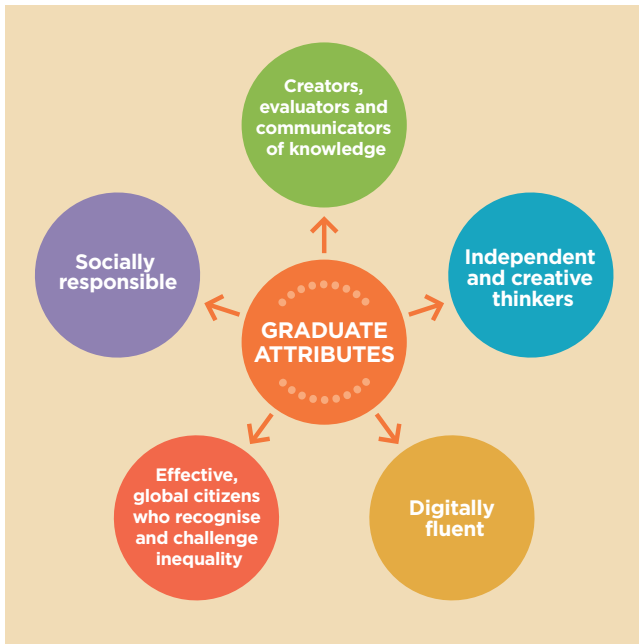 Creators,
evaluators and
communicators
of knowledge
Socially
responsible
Independent
and creative
thinkers
GRADUATE
ATTRIBUTES
Effective,
global citizens
who recognise
and challenge
inequality
Digitally
fluent